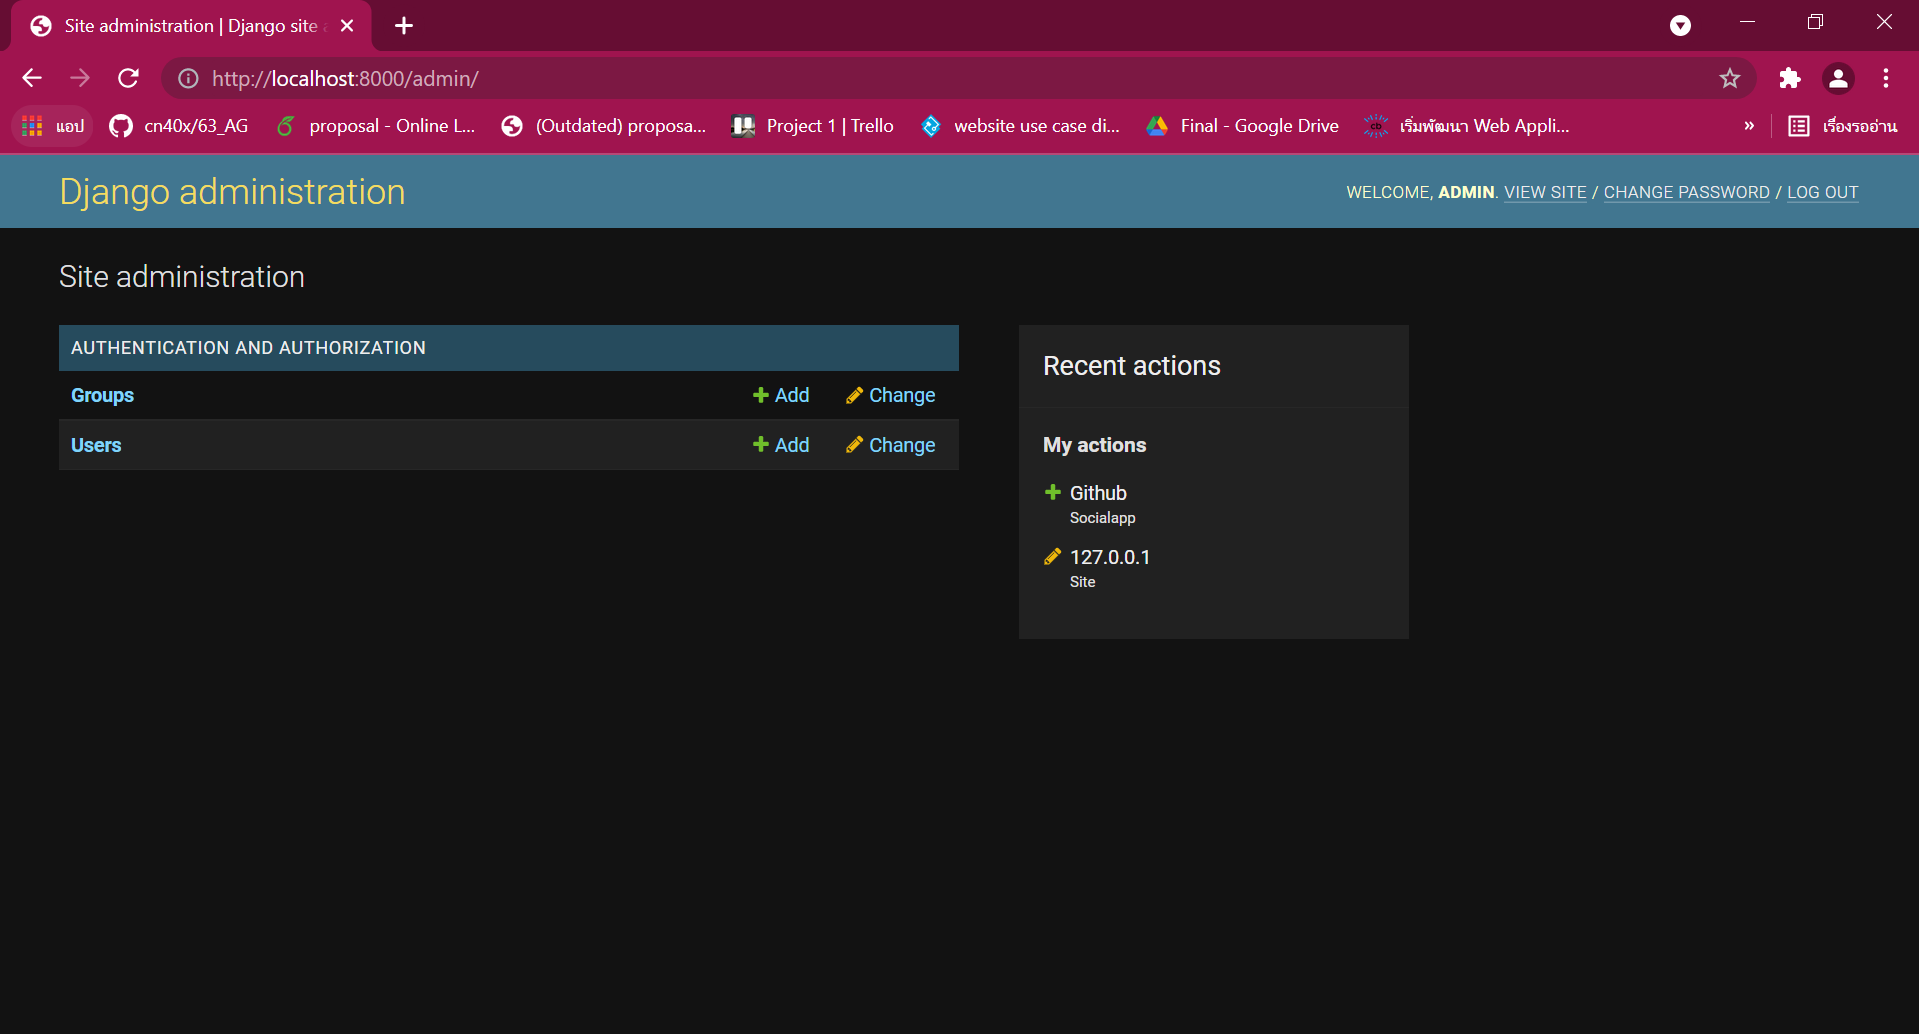 Site administration | Django site
http://localhost:8000/admin/
แอป cn40x/63_AG proposal - Online L... (Outdated) proposa... Project 1 | Trello website use case di... Final - Google Drive เริ่มพัฒนา Web Appli... » เรื่องรออ่าน
Django administration
WELCOME, ADMIN. VIEW SITE / CHANGE PASSWORD / LOG OUT
Site administration
AUTHENTICATION AND AUTHORIZATION
Groups Add Change
Users Add Change
Recent actions
My actions
Github
Socialapp
127.0.0.1
Site